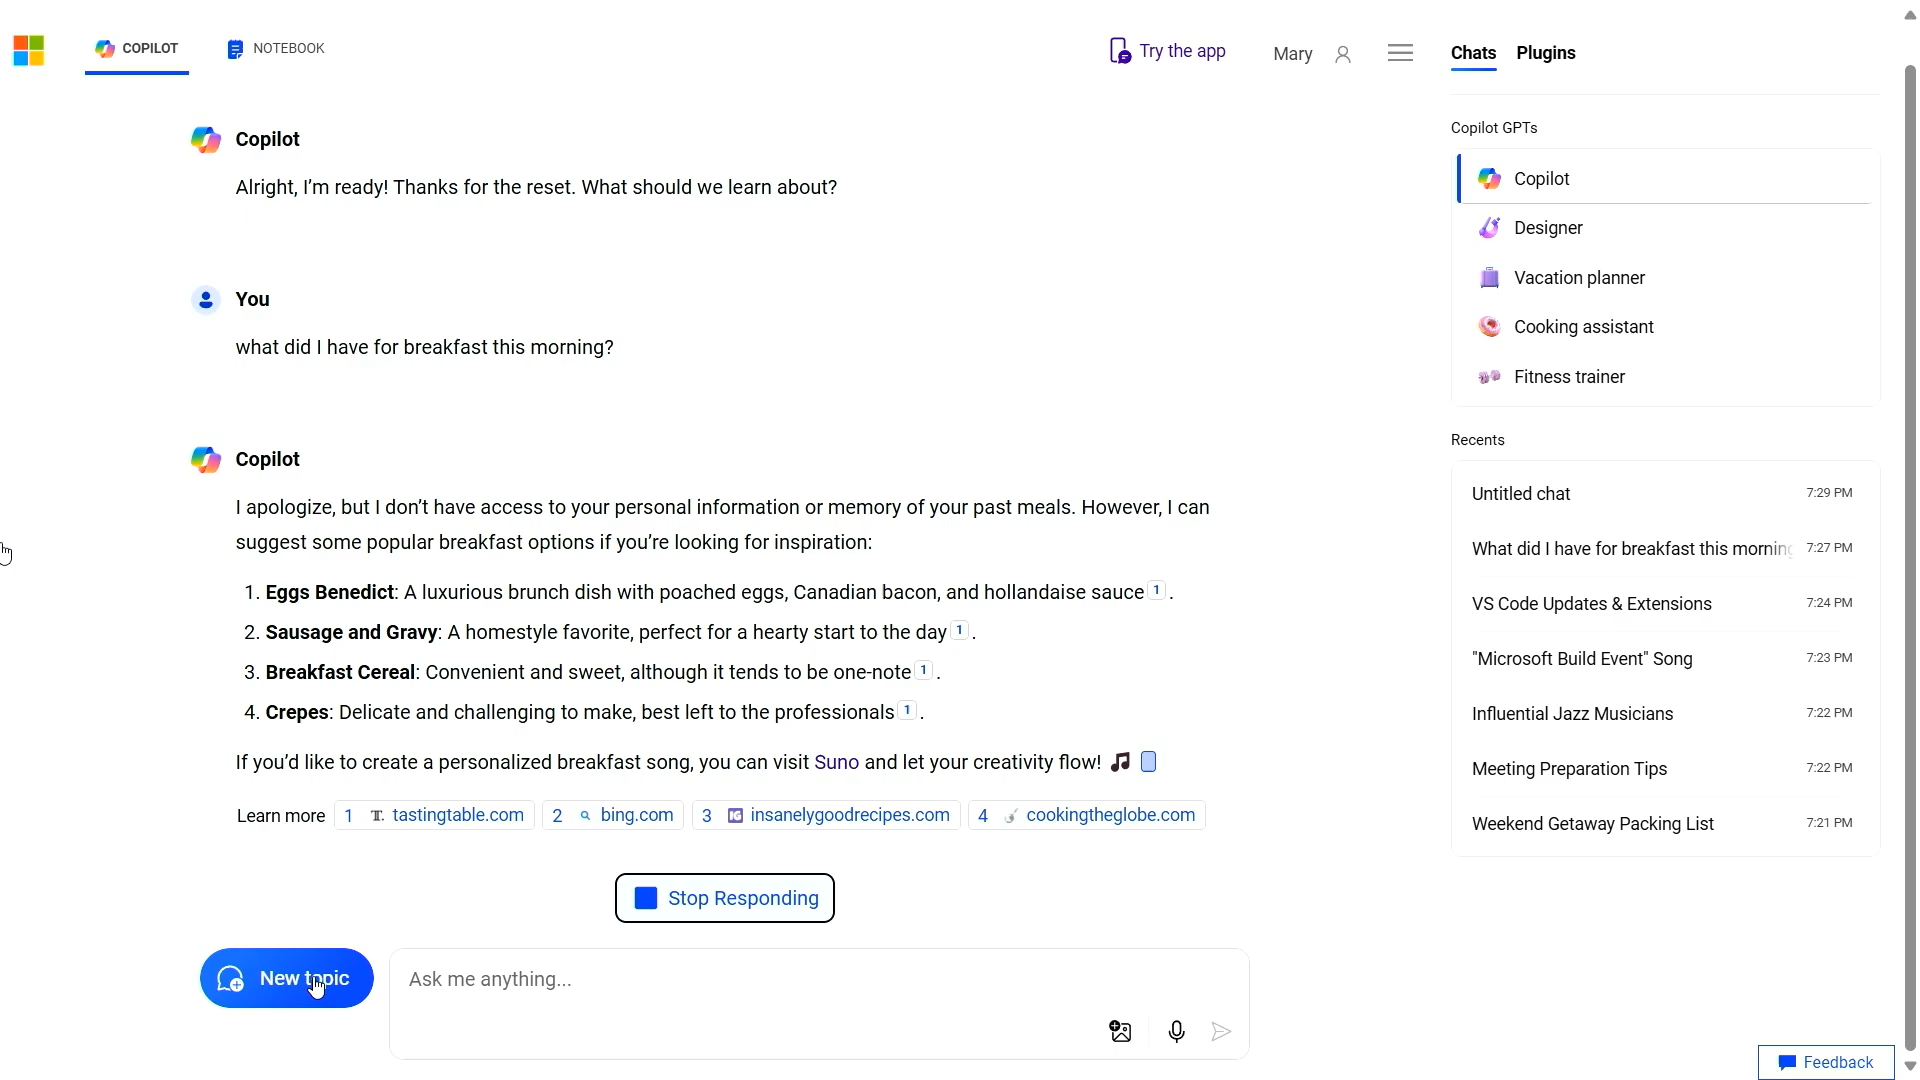 COPILOT
NOTEBOOK
Try the app
Mary
Chats
Plugins
Copilot
Alright, I'm ready! Thanks for the reset. What should we learn about?
You
what did I have for breakfast this morning?
Copilot
I apologize, but I don't have access to your personal information or memory of your past meals. However, I can
suggest some popular breakfast options if you're looking for inspiration:
1. Eggs Benedict: A luxurious brunch dish with poached eggs, Canadian bacon, and hollandaise sauce 1 .
2. Sausage and Gravy: A homestyle favorite, perfect for a hearty start to the day 1 .
3. Breakfast Cereal: Convenient and sweet, although it tends to be one-note 1 .
4. Crepes: Delicate and challenging to make, best left to the professionals 1 .
If you'd like to create a personalized breakfast song, you can visit Suno and let your creativity flow! 🎵
Learn more 1 T. tastingtable.com 2 bing.com 3 IG insanelygoodrecipes.com 4 cookingtheglobe.com
Stop Responding
New topic
Ask me anything...
Copilot GPTs
Copilot
Designer
Vacation planner
Cooking assistant
Fitness trainer
Recents
Untitled chat 7:29 PM
What did I have for breakfast this morning 7:27 PM
VS Code Updates & Extensions 7:24 PM
"Microsoft Build Event" Song 7:23 PM
Influential Jazz Musicians 7:22 PM
Meeting Preparation Tips 7:22 PM
Weekend Getaway Packing List 7:21 PM
Feedback